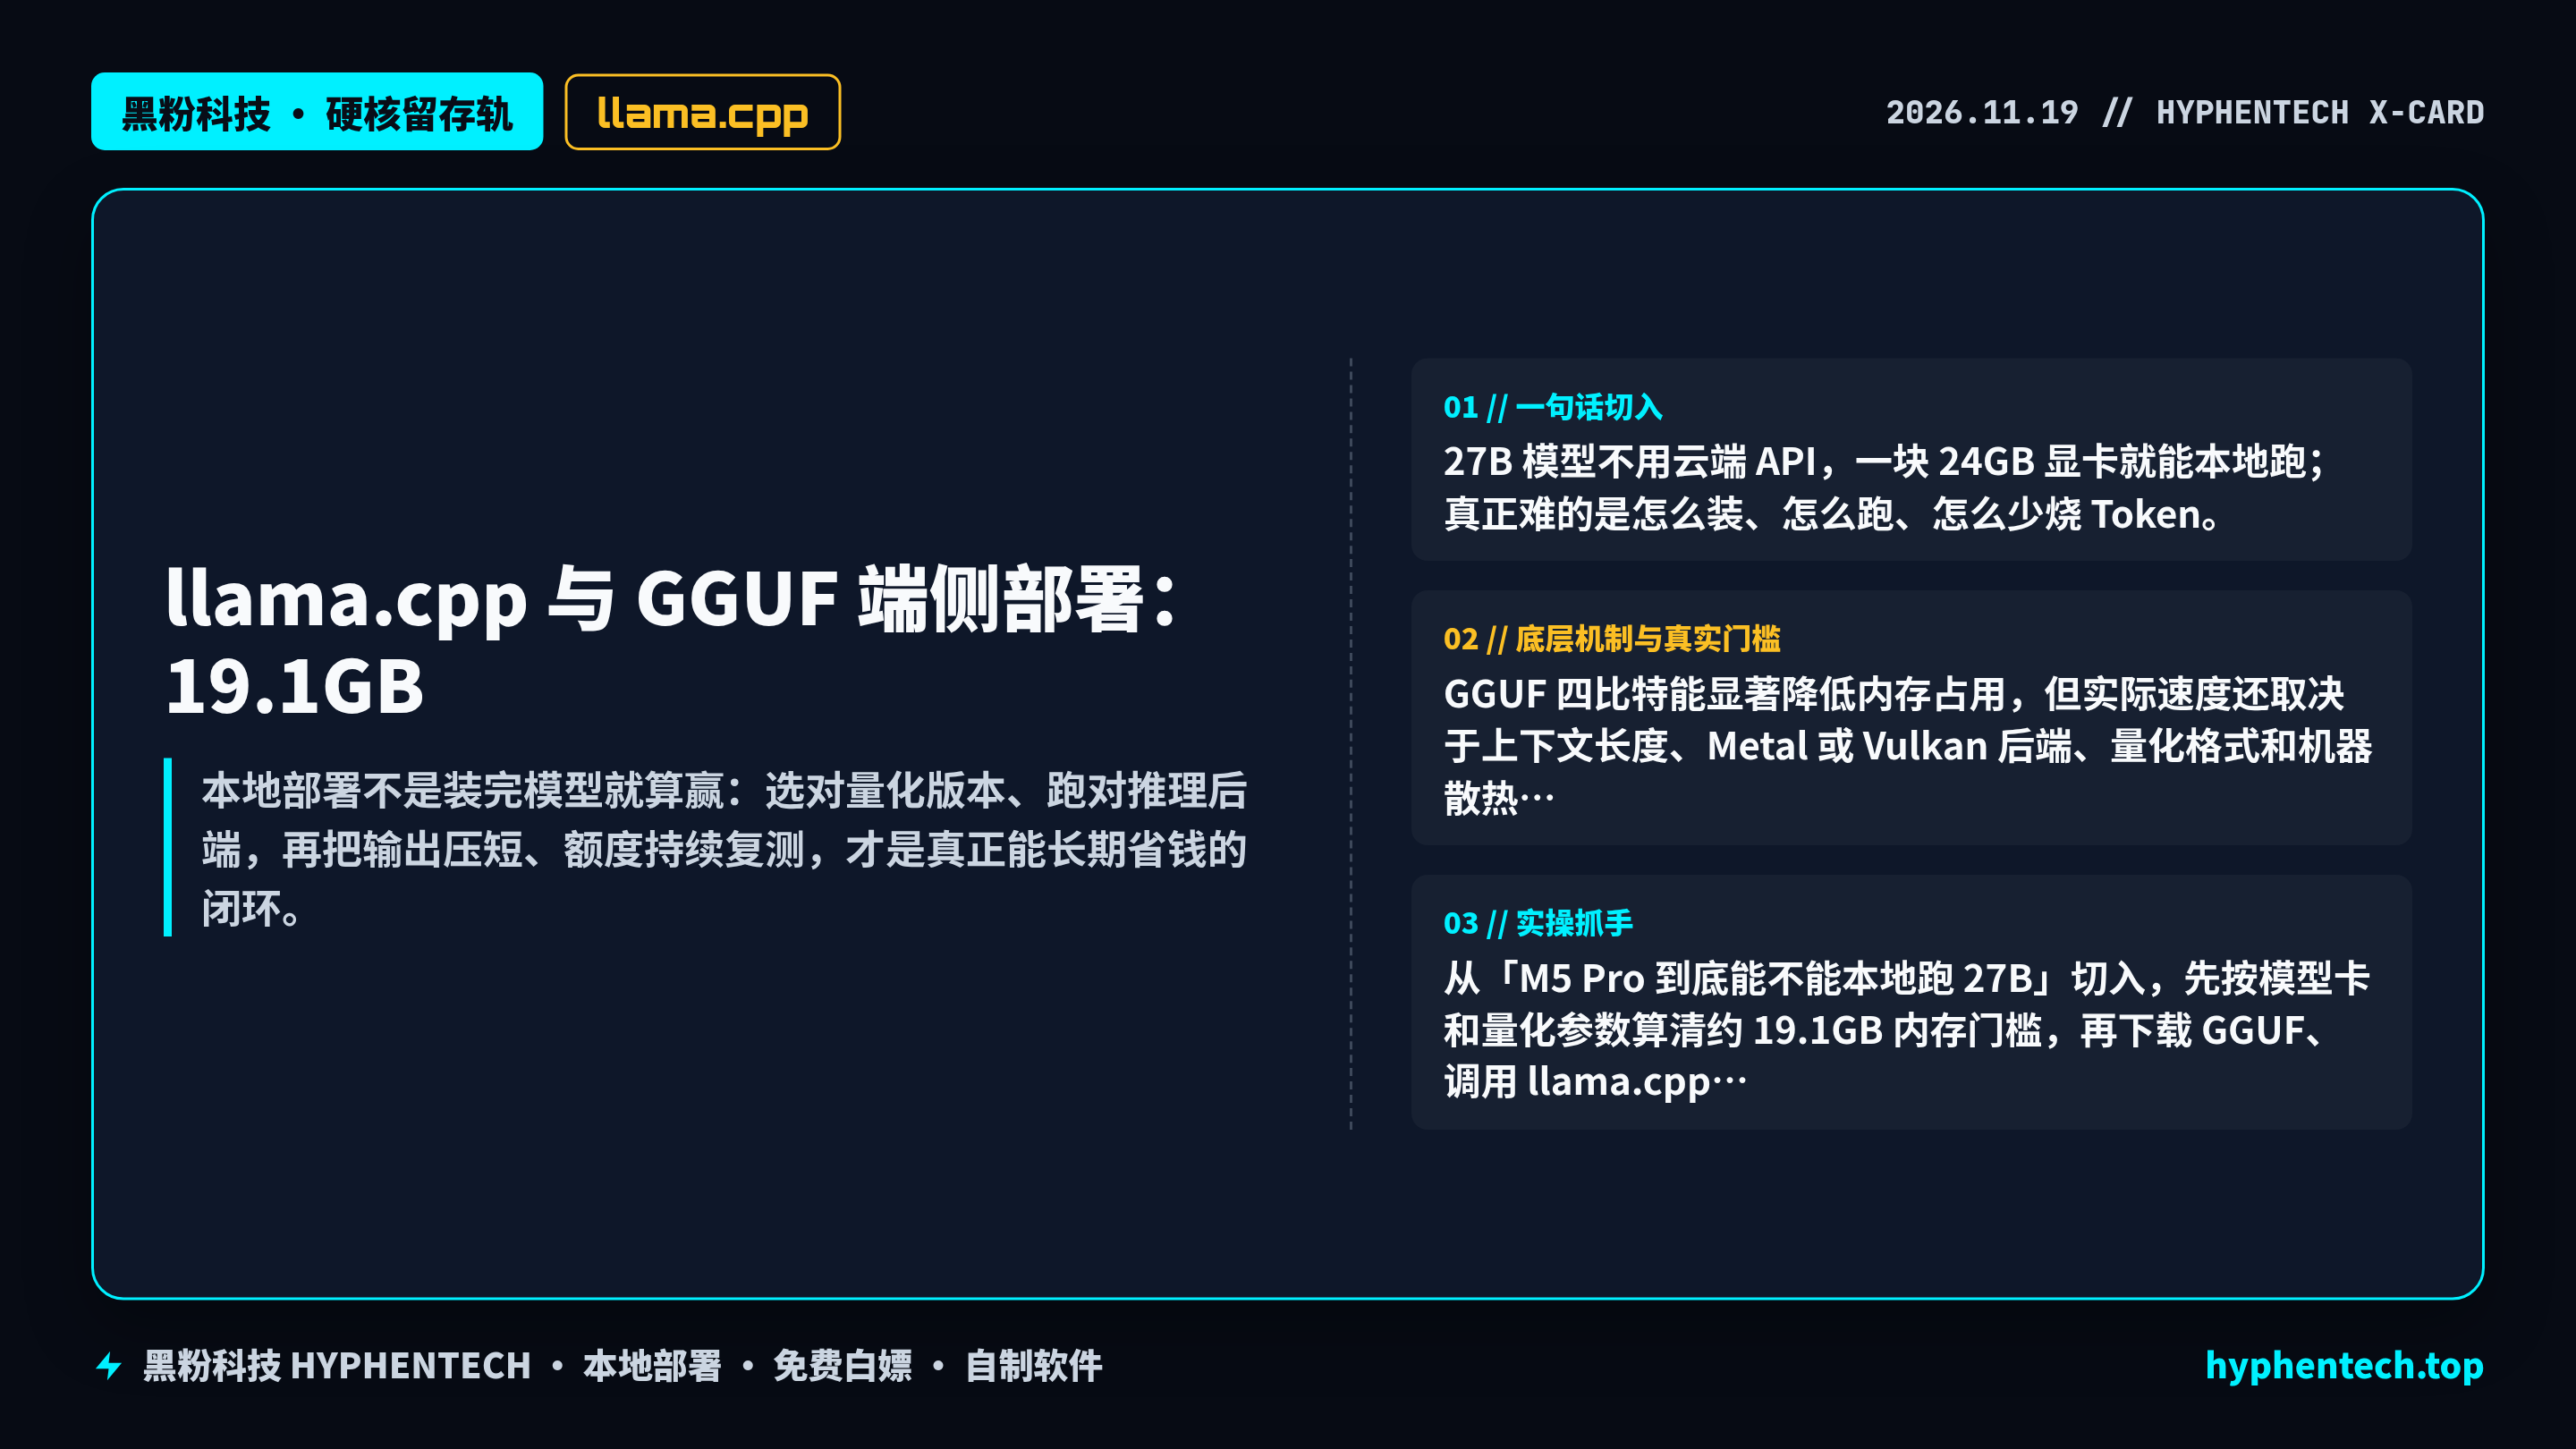 黑粉科技 · 硬核留存轨
llama.cpp
2026.11.19 // HYPHENTECH X-CARD
llama.cpp 与 GGUF 端侧部署：
19.1GB
本地部署不是装完模型就算赢：选对量化版本、跑对推理后
端，再把输出压短、额度持续复测，才是真正能长期省钱的
闭环。
01 // 一句话切入
27B 模型不用云端 API，一块 24GB 显卡就能本地跑；
真正难的是怎么装、怎么跑、怎么少烧 Token。
02 // 底层机制与真实门槛
GGUF 四比特能显著降低内存占用，但实际速度还取决
于上下文长度、Metal 或 Vulkan 后端、量化格式和机器
散热…
03 // 实操抓手
从「M5 Pro 到底能不能本地跑 27B」切入，先按模型卡
和量化参数算清约 19.1GB 内存门槛，再下载 GGUF、
调用 llama.cpp…
黑粉科技 HYPHENTECH · 本地部署 · 免费白嫖 · 自制软件
hyphentech.top